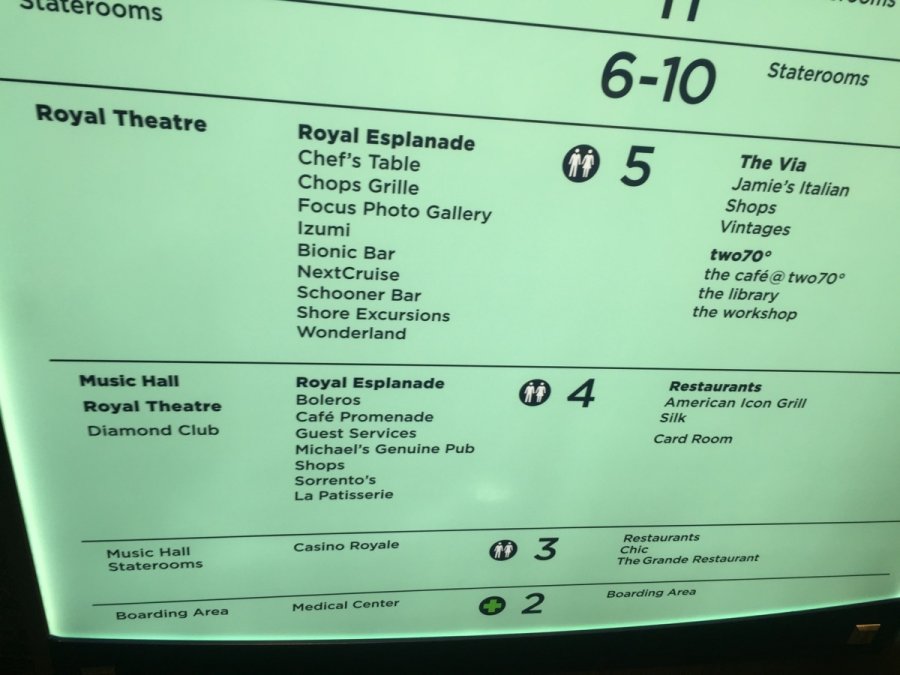 Staterooms
11
6-10
Staterooms
Royal Theatre
Royal Esplanade
Chef's Table
Chops Grille
Focus Photo Gallery
Izumi
Bionic Bar
NextCruise
Schooner Bar
Shore Excursions
Wonderland
5
The Via
Jamie's Italian
Shops
Vintages
two70°
the café@two70°
the library
the workshop
Music Hall
Royal Theatre
Diamond Club
Royal Esplanade
Boleros
Café Promenade
Guest Services
Michael's Genuine Pub
Shops
Sorrento's
La Patisserie
4
Restaurants
American Icon Grill
Silk
Card Room
Music Hall
Staterooms
Casino Royale
3
Restaurants
Chic
The Grande Restaurant
Boarding Area
Medical Center
2
Boarding Area